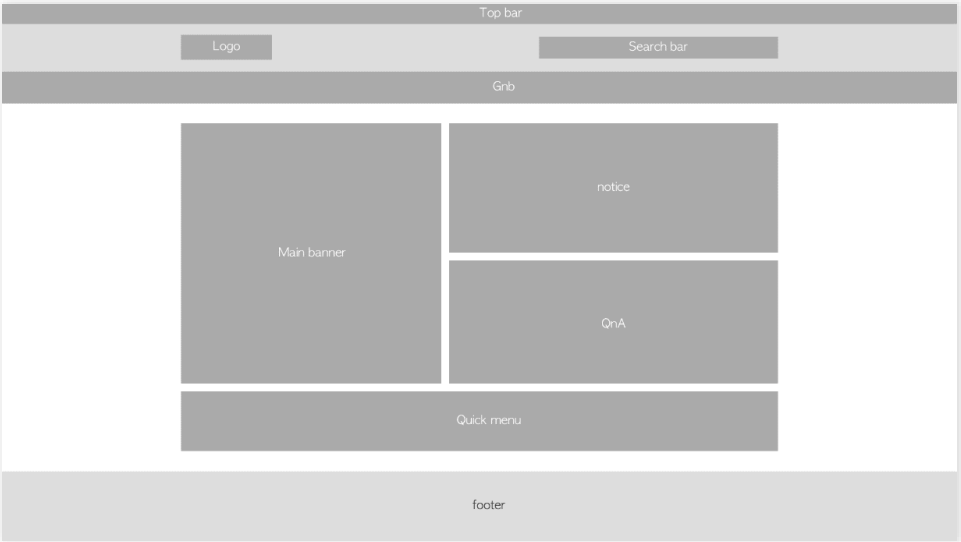 Top bar
Logo
Search bar
Gnb
Main banner
notice
QnA
Quick menu
footer